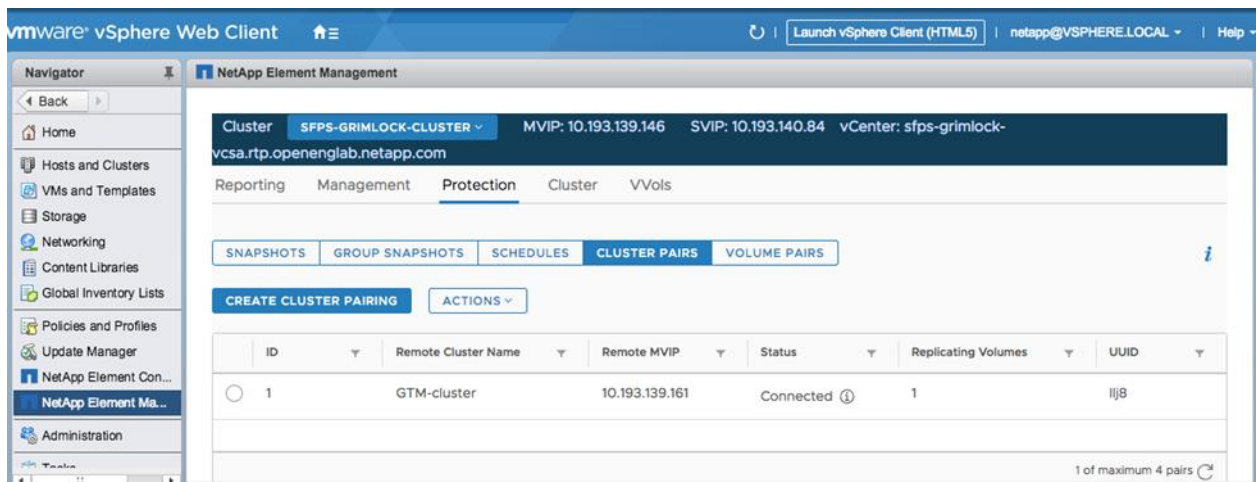 vmware® vSphere Web Client
Launch vSphere Client (HTML5) | netapp@VSPHERE.LOCAL | Help
Navigator
NetApp Element Management
Back
Home
Hosts and Clusters
VMs and Templates
Storage
Networking
Content Libraries
Global Inventory Lists
Policies and Profiles
Update Manager
NetApp Element Con...
NetApp Element Ma...
Administration
Tasks
Cluster SFPS-GRIMLOCK-CLUSTER MVIP: 10.193.139.146 SVIP: 10.193.140.84 vCenter: sfps-grimlock-
vcsa.rtp.openenglab.netapp.com
Reporting Management Protection Cluster VVols
SNAPSHOTS GROUP SNAPSHOTS SCHEDULES CLUSTER PAIRS VOLUME PAIRS i
CREATE CLUSTER PAIRING ACTIONS
ID Remote Cluster Name Remote MVIP Status Replicating Volumes UUID
1 GTM-cluster 10.193.139.161 Connected 1
1 of maximum 4 pairs